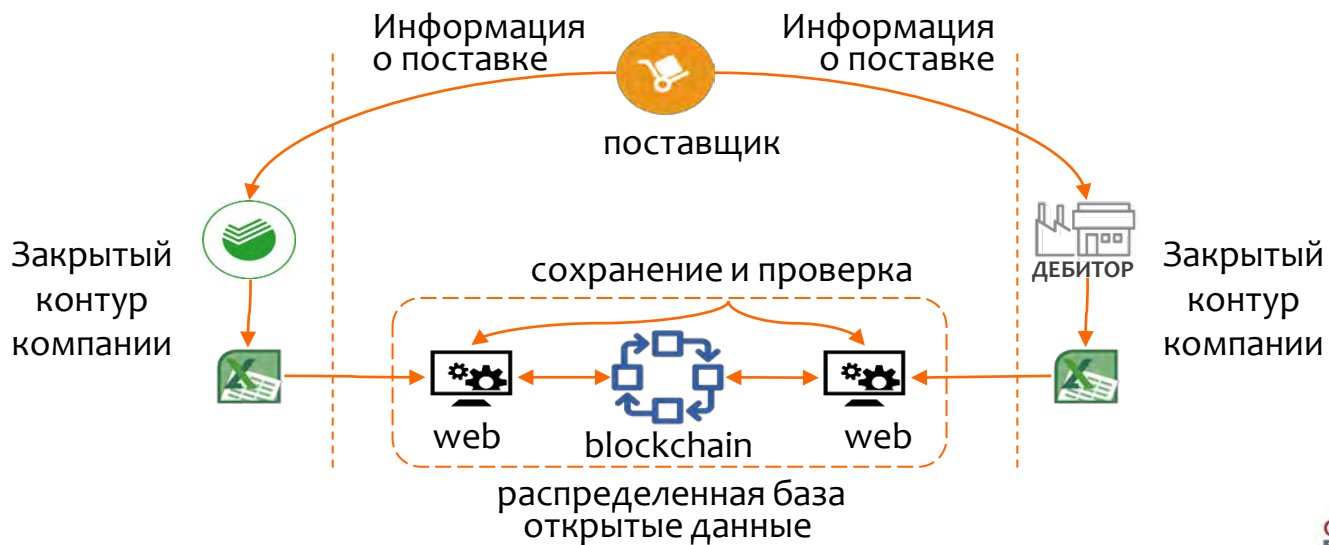 Информация
о поставке
Информация
о поставке
поставщик
Закрытый
контур
компании
ДЕБИТОР
Закрытый
контур
компании
сохранение и проверка
web
blockchain
web
распределенная база
открытые данные